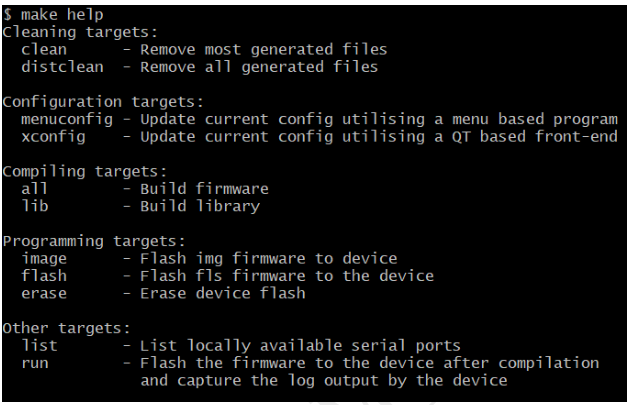 $ make help
Cleaning targets:
  clean      - Remove most generated files
  distclean  - Remove all generated files

Configuration targets:
  menuconfig - Update current config utilising a menu based program
  xconfig    - Update current config utilising a QT based front-end

Compiling targets:
  all        - Build firmware
  lib        - Build library

Programming targets:
  image      - Flash img firmware to device
  flash      - Flash fls firmware to the device
  erase      - Erase device flash

Other targets:
  list       - List locally available serial ports
  run        - Flash the firmware to the device after compilation
               and capture the log output by the device